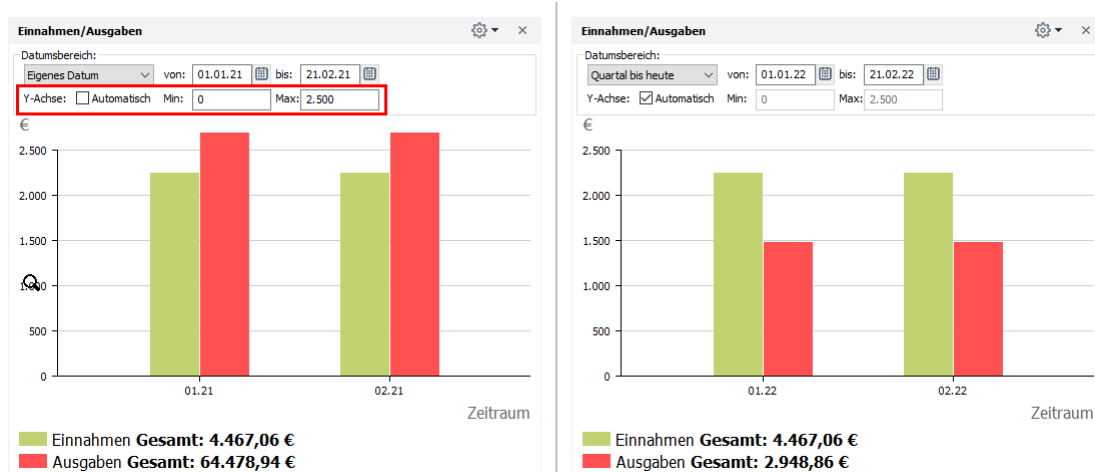 Einnahmen/Ausgaben
Datumsbereich:
Eigenes Datum von: 01.01.21 bis: 21.02.21
Y-Achse: Automatisch Min: 0 Max: 2.500
€
2.500
2.000
1.500
1.000
500
0
01.21 02.21
Zeitraum
Einnahmen Gesamt: 4.467,06 €
Ausgaben Gesamt: 64.478,94 €
Einnahmen/Ausgaben
Datumsbereich:
Quartal bis heute von: 01.01.22 bis: 21.02.22
Y-Achse: Automatisch Min: 0 Max: 2.500
€
2.500
2.000
1.500
1.000
500
0
01.22 02.22
Zeitraum
Einnahmen Gesamt: 4.467,06 €
Ausgaben Gesamt: 2.948,86 €